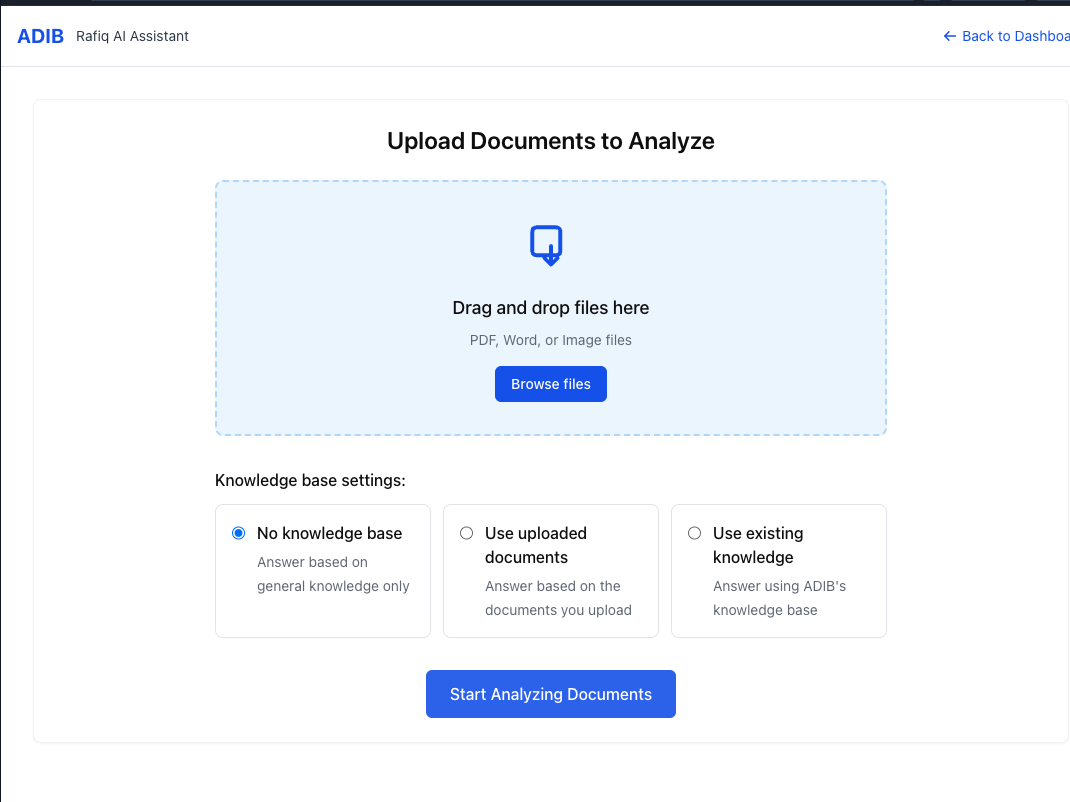 ADIB Rafiq AI Assistant
← Back to Dashboa
Upload Documents to Analyze
Drag and drop files here
PDF, Word, or Image files
Browse files
Knowledge base settings:
No knowledge base
Answer based on
general knowledge only
Use uploaded
documents
Answer based on the
documents you upload
Use existing
knowledge
Answer using ADIB's
knowledge base
Start Analyzing Documents